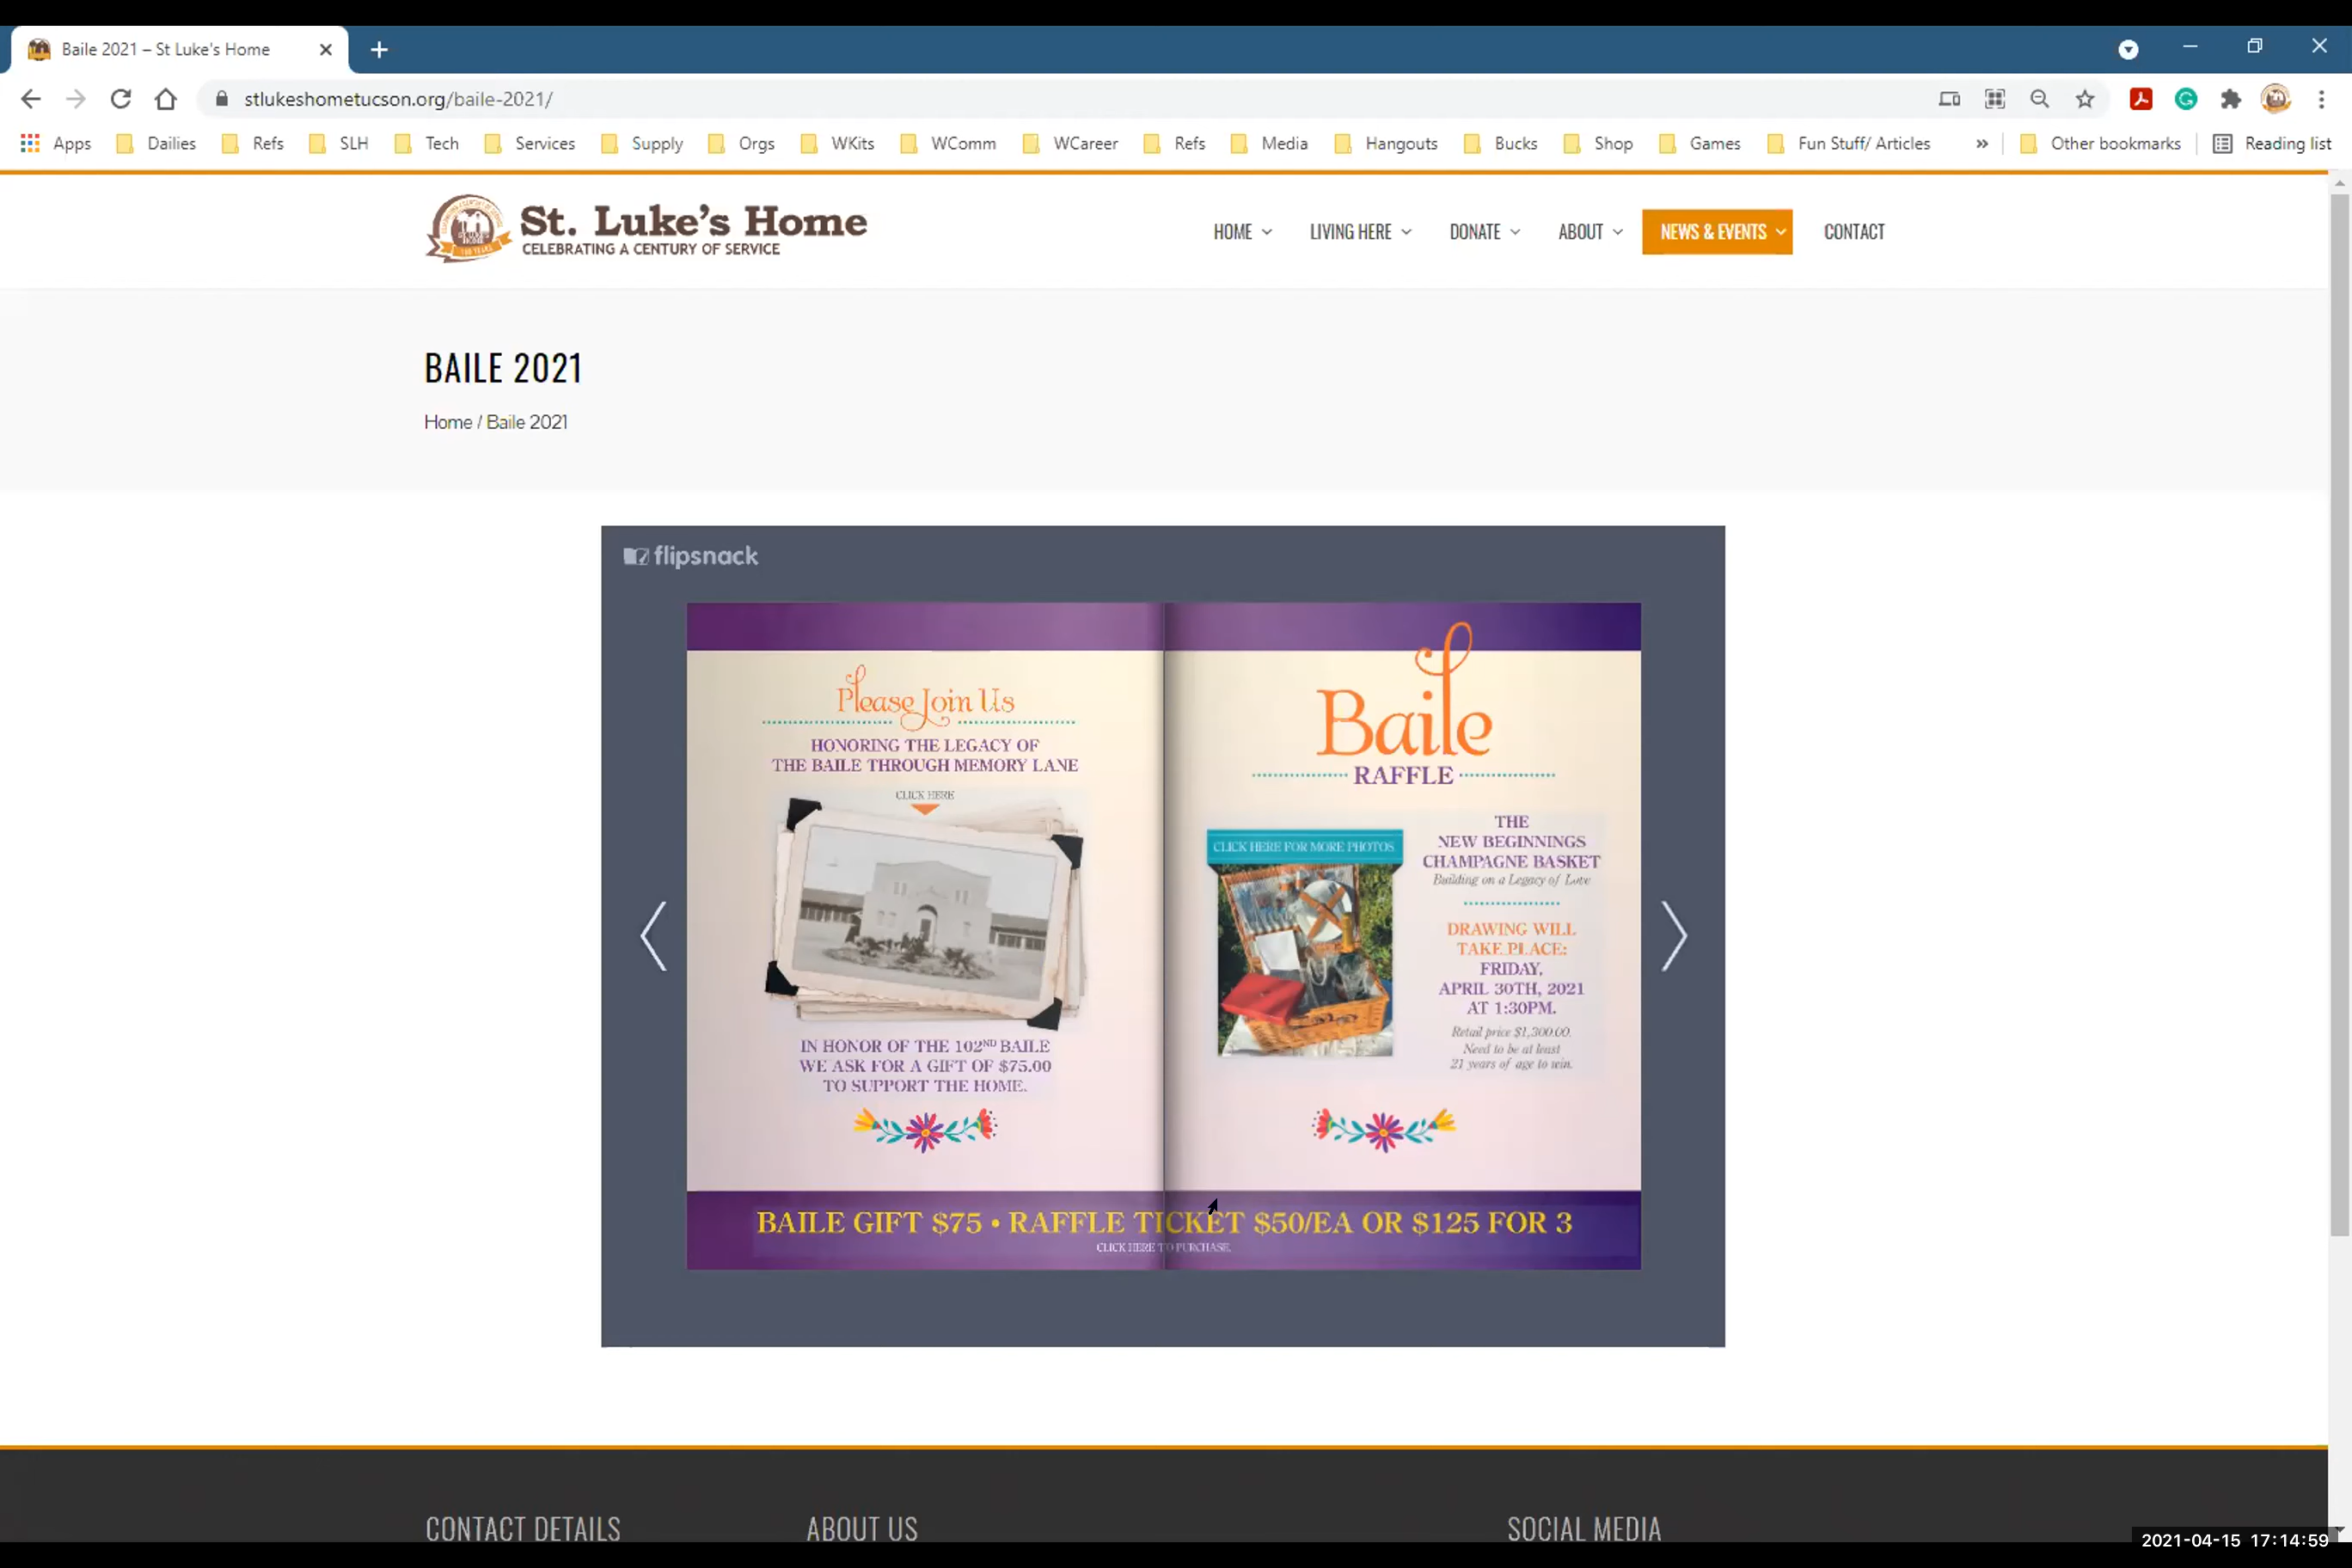 Baile 2021 – St Luke's Home
stlukeshometucson.org/baile-2021/
Apps Dailies Refs SLH Tech Services Supply Orgs WKits WComm WCareer Refs Media Hangouts Bucks Shop Games Fun Stuff/ Articles » Other bookmarks Reading list
St. Luke's Home
CELEBRATING A CENTURY OF SERVICE
HOME LIVING HERE DONATE ABOUT NEWS & EVENTS CONTACT
BAILE 2021
Home / Baile 2021
flipsnack
Please Join Us
HONORING THE LEGACY OF
THE BAILE THROUGH MEMORY LANE
CLICK HERE
IN HONOR OF THE 102ND BAILE
WE ASK FOR A GIFT OF $75.00
TO SUPPORT THE HOME.
Baile
RAFFLE
CLICK HERE FOR MORE PHOTOS
THE
NEW BEGINNINGS
CHAMPAGNE BASKET
Building on a Legacy of Love
DRAWING WILL
TAKE PLACE:
FRIDAY,
APRIL 30TH, 2021
AT 1:30PM.
Retail price $1,300.00.
Need to be at least
21 years of age to win.
BAILE GIFT $75 • RAFFLE TICKET $50/EA OR $125 FOR 3
CLICK HERE TO PURCHASE.
CONTACT DETAILS
ABOUT US
SOCIAL MEDIA
2021-04-15 17:14:59